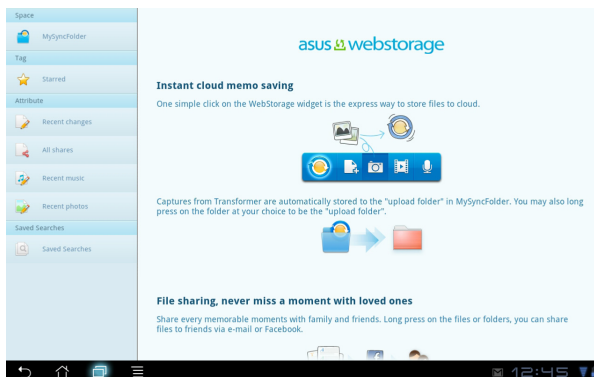 Space
MySyncFolder
Tag
Starred
Attribute
Recent changes
All shares
Recent music
Recent photos
Saved Searches
Saved Searches
asus webstorage
Instant cloud memo saving
One simple click on the WebStorage widget is the express way to store files to cloud.
Captures from Transformer are automatically stored to the "upload folder" in MySyncFolder. You may also long
press on the folder at your choice to be the "upload folder".
File sharing, never miss a moment with loved ones
Share every memorable moments with family and friends. Long press on the files or folders, you can share
files to friends via e-mail or Facebook.
12:45